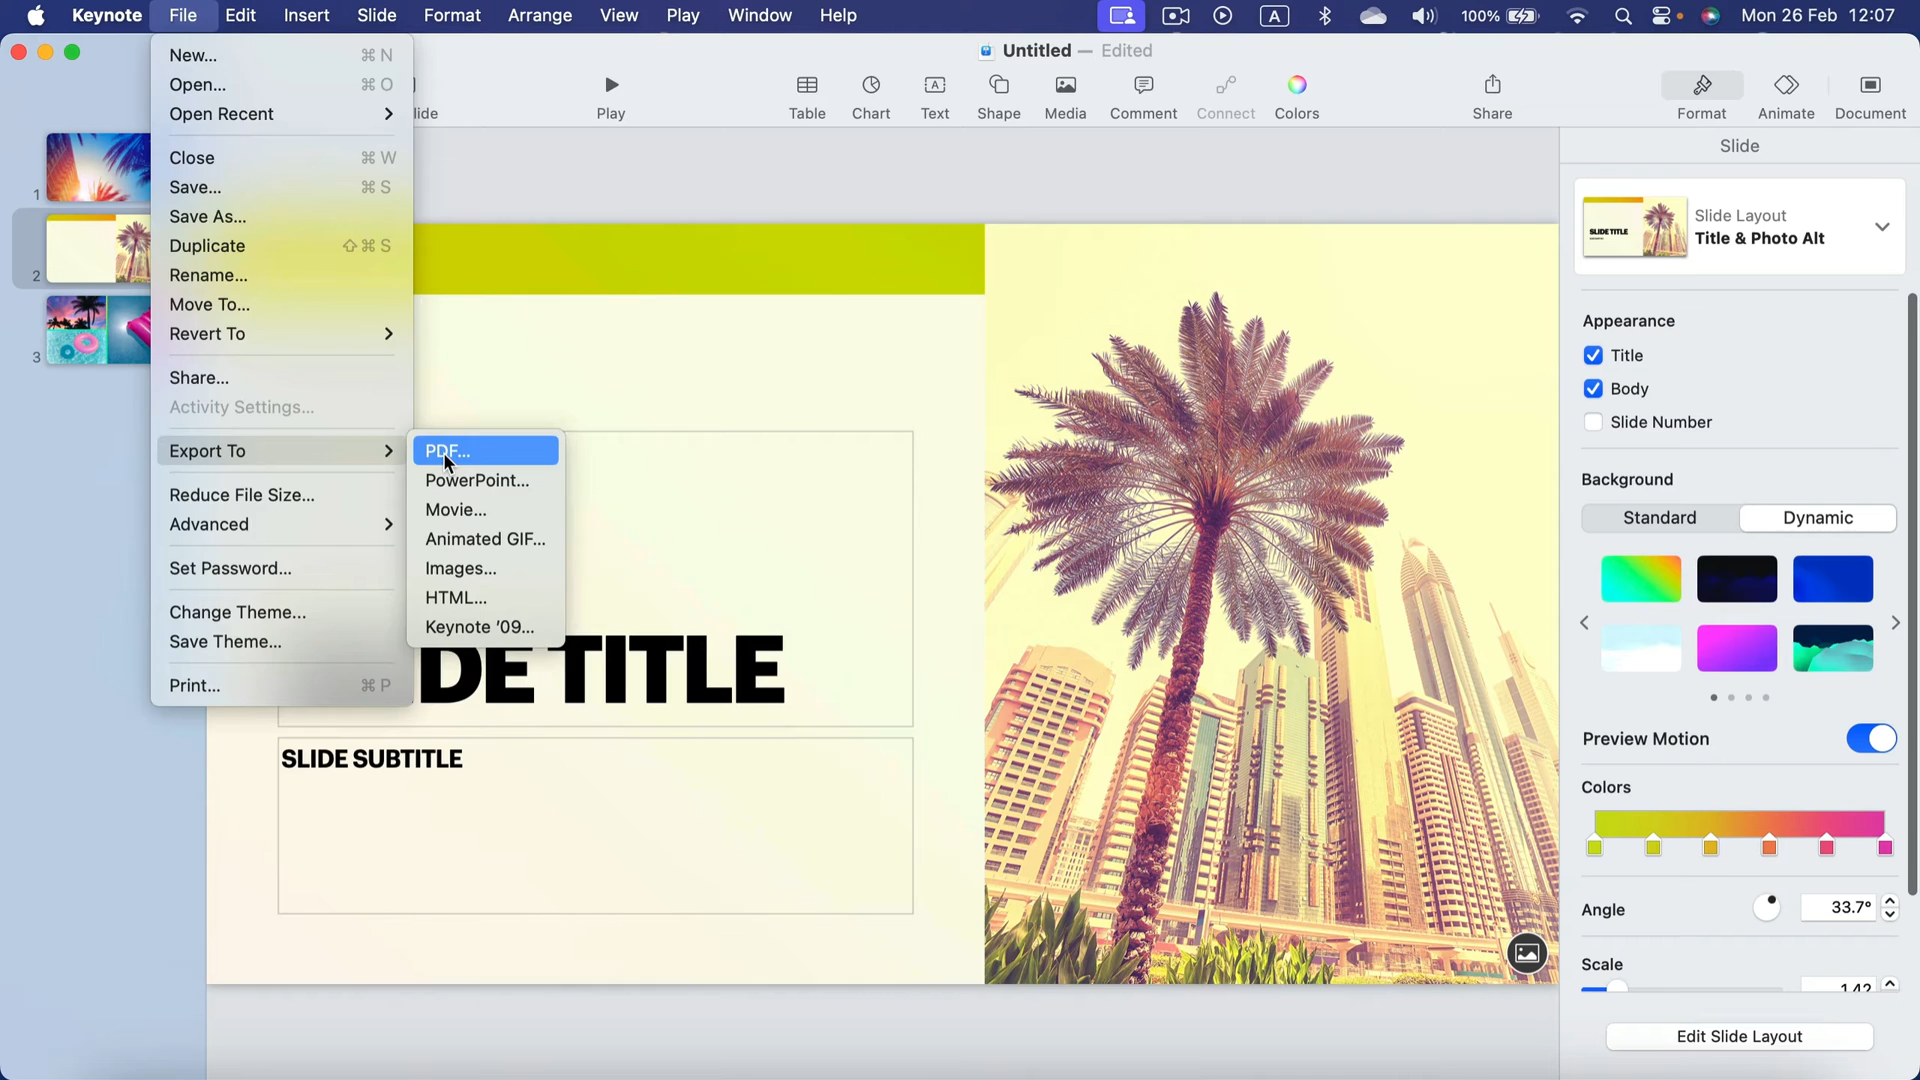 Keynote File Edit Insert Slide Format Arrange View Play Window Help A 100% Mon 26 Feb 12:07
Untitled — Edited
New... ⌘ N
Open... ⌘ O
Open Recent
Close ⌘ W
Save... ⌘ S
Save As...
Duplicate ⇧ ⌘ S
Rename...
Move To...
Revert To
Share...
Activity Settings...
Export To
Reduce File Size...
Advanced
Set Password...
Change Theme...
Save Theme...
Print... ⌘ P
PDF...
PowerPoint...
Movie...
Animated GIF...
Images...
HTML...
Keynote '09...
lide
Play
Table
Chart
Text
Shape
Media
Comment
Connect
Colors
Share
Format
Animate
Document
1
2
3
DE TITLE
SLIDE SUBTITLE
Slide
SLIDE TITLE
Slide Layout
Title & Photo Alt
Appearance
Title
Body
Slide Number
Background
Standard Dynamic
Preview Motion
Colors
Angle 33.7°
Scale 1.42
Edit Slide Layout